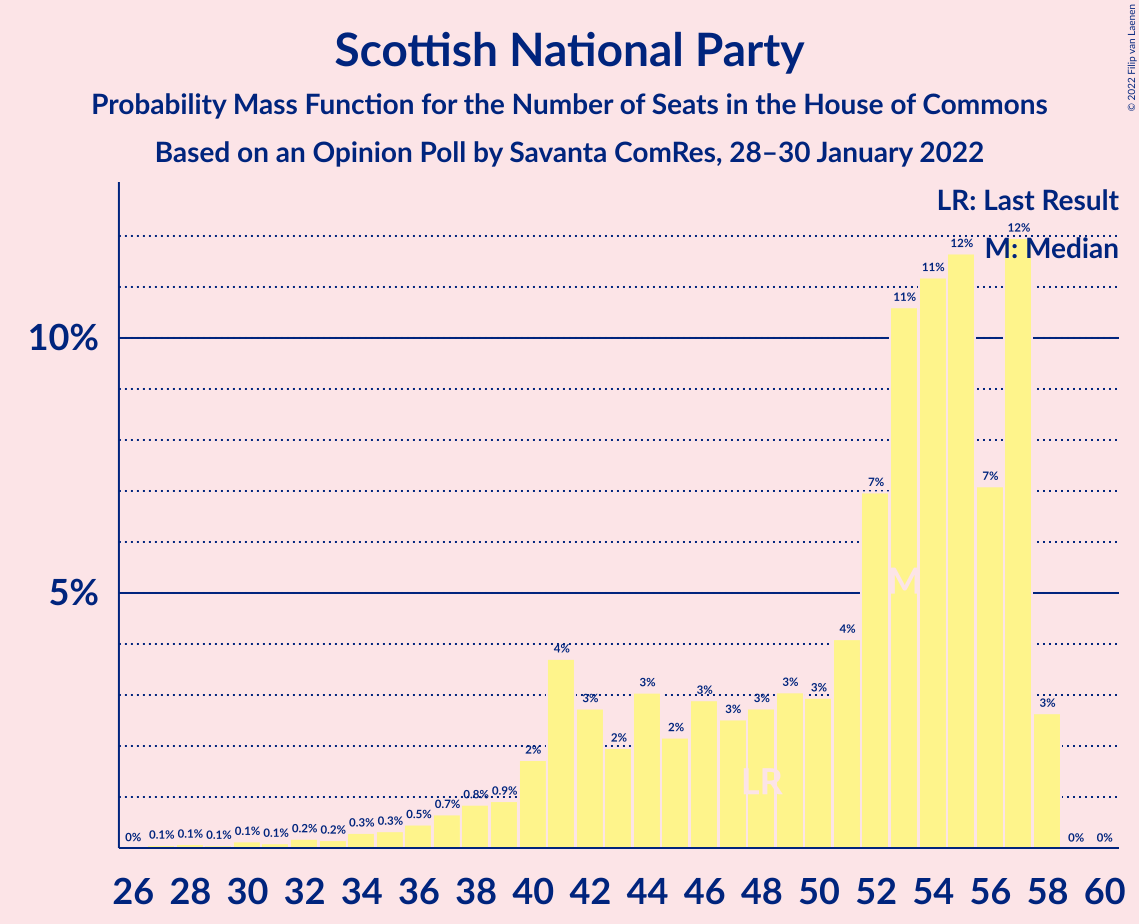 © 2022 Filip van Laenen
Scottish National Party
Probability Mass Function for the Number of Seats in the House of Commons
Based on an Opinion Poll by Savanta ComRes, 28–30 January 2022
LR: Last Result
M: Median
10%
5%
0% 0.1% 0.1% 0.1% 0.1% 0.1% 0.2% 0.2% 0.3% 0.3% 0.5% 0.7% 0.8% 0.9% 2% 4% 3% 2% 3% 2% 3% 3% 3% 3% 3% 4% 7% 11% 11% 12% 7% 12% 3% 0% 0%
M
LR
26 28 30 32 34 36 38 40 42 44 46 48 50 52 54 56 58 60